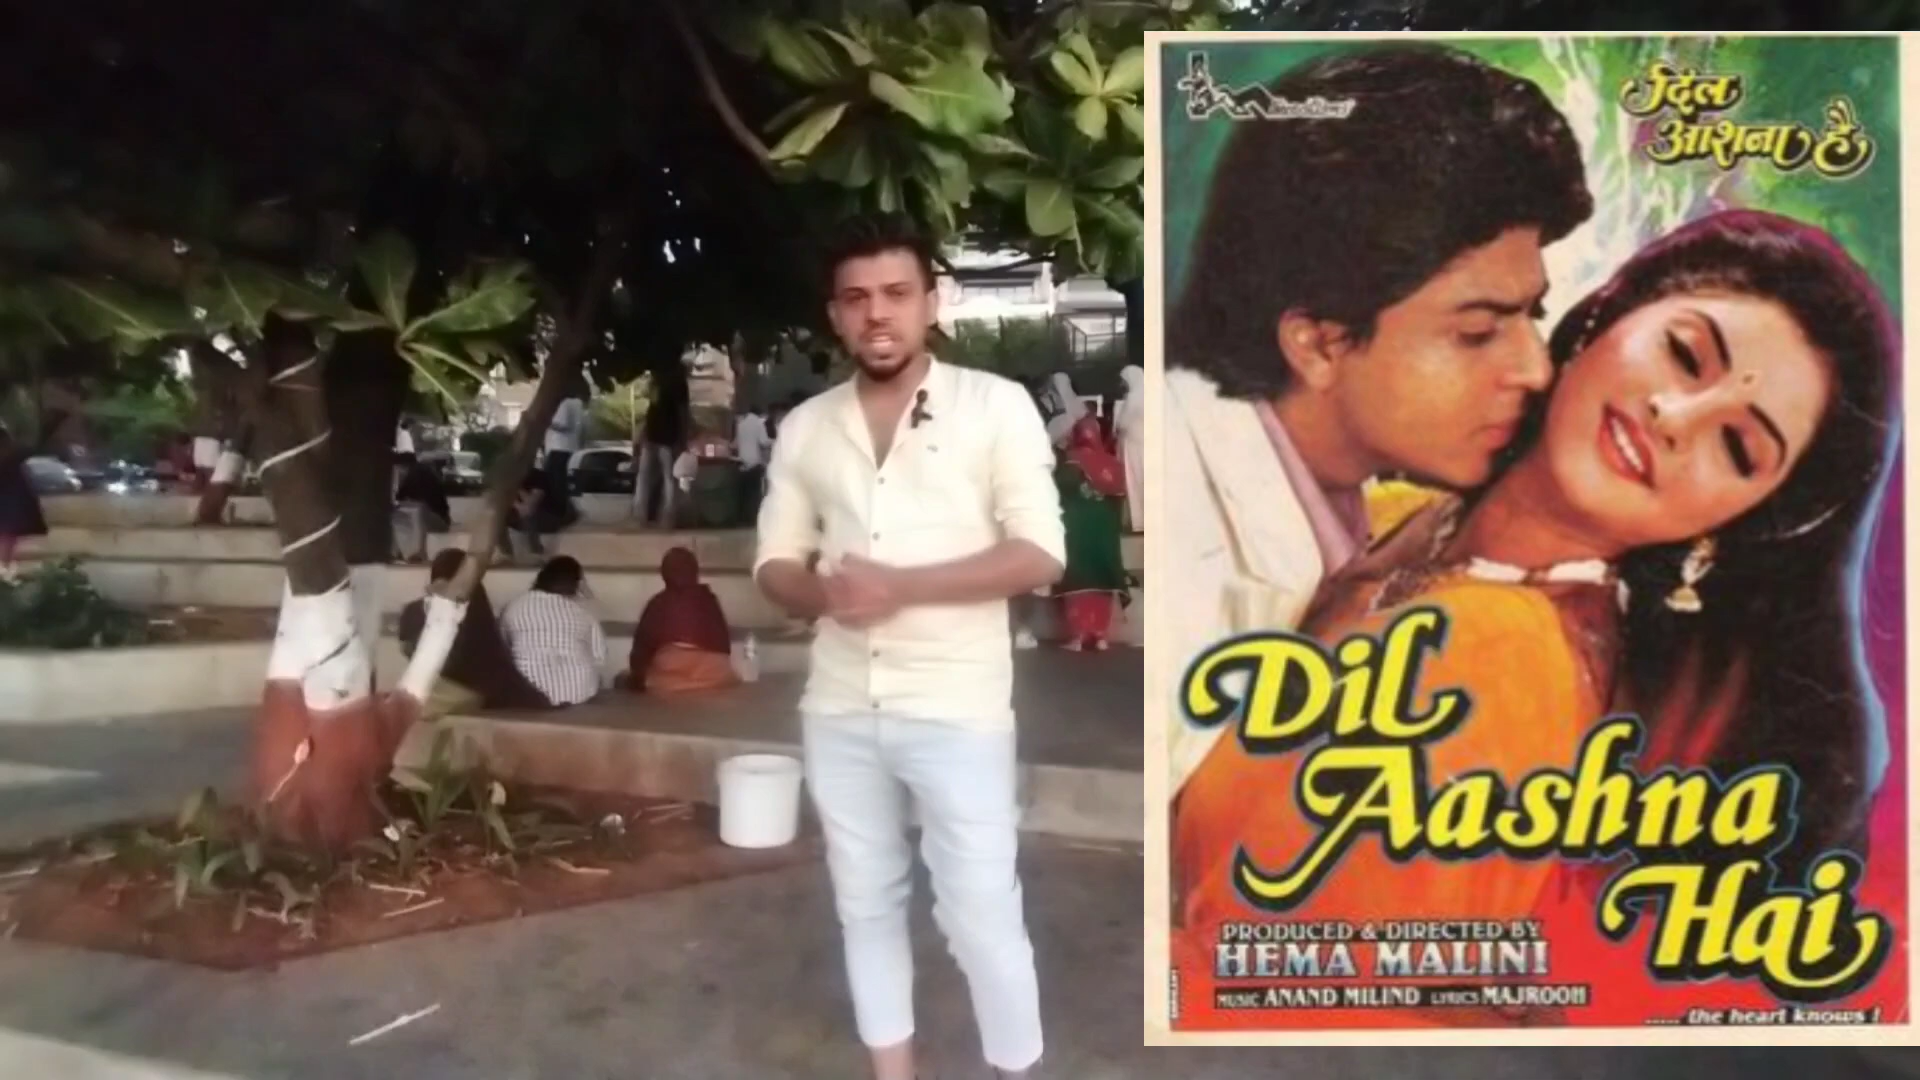 दिल
आशना है
Dil
Aashna
Hai
PRODUCED & DIRECTED BY
HEMA MALINI
MUSIC ANAND MILIND LYRICS MAJROOH
..... the heart knows !